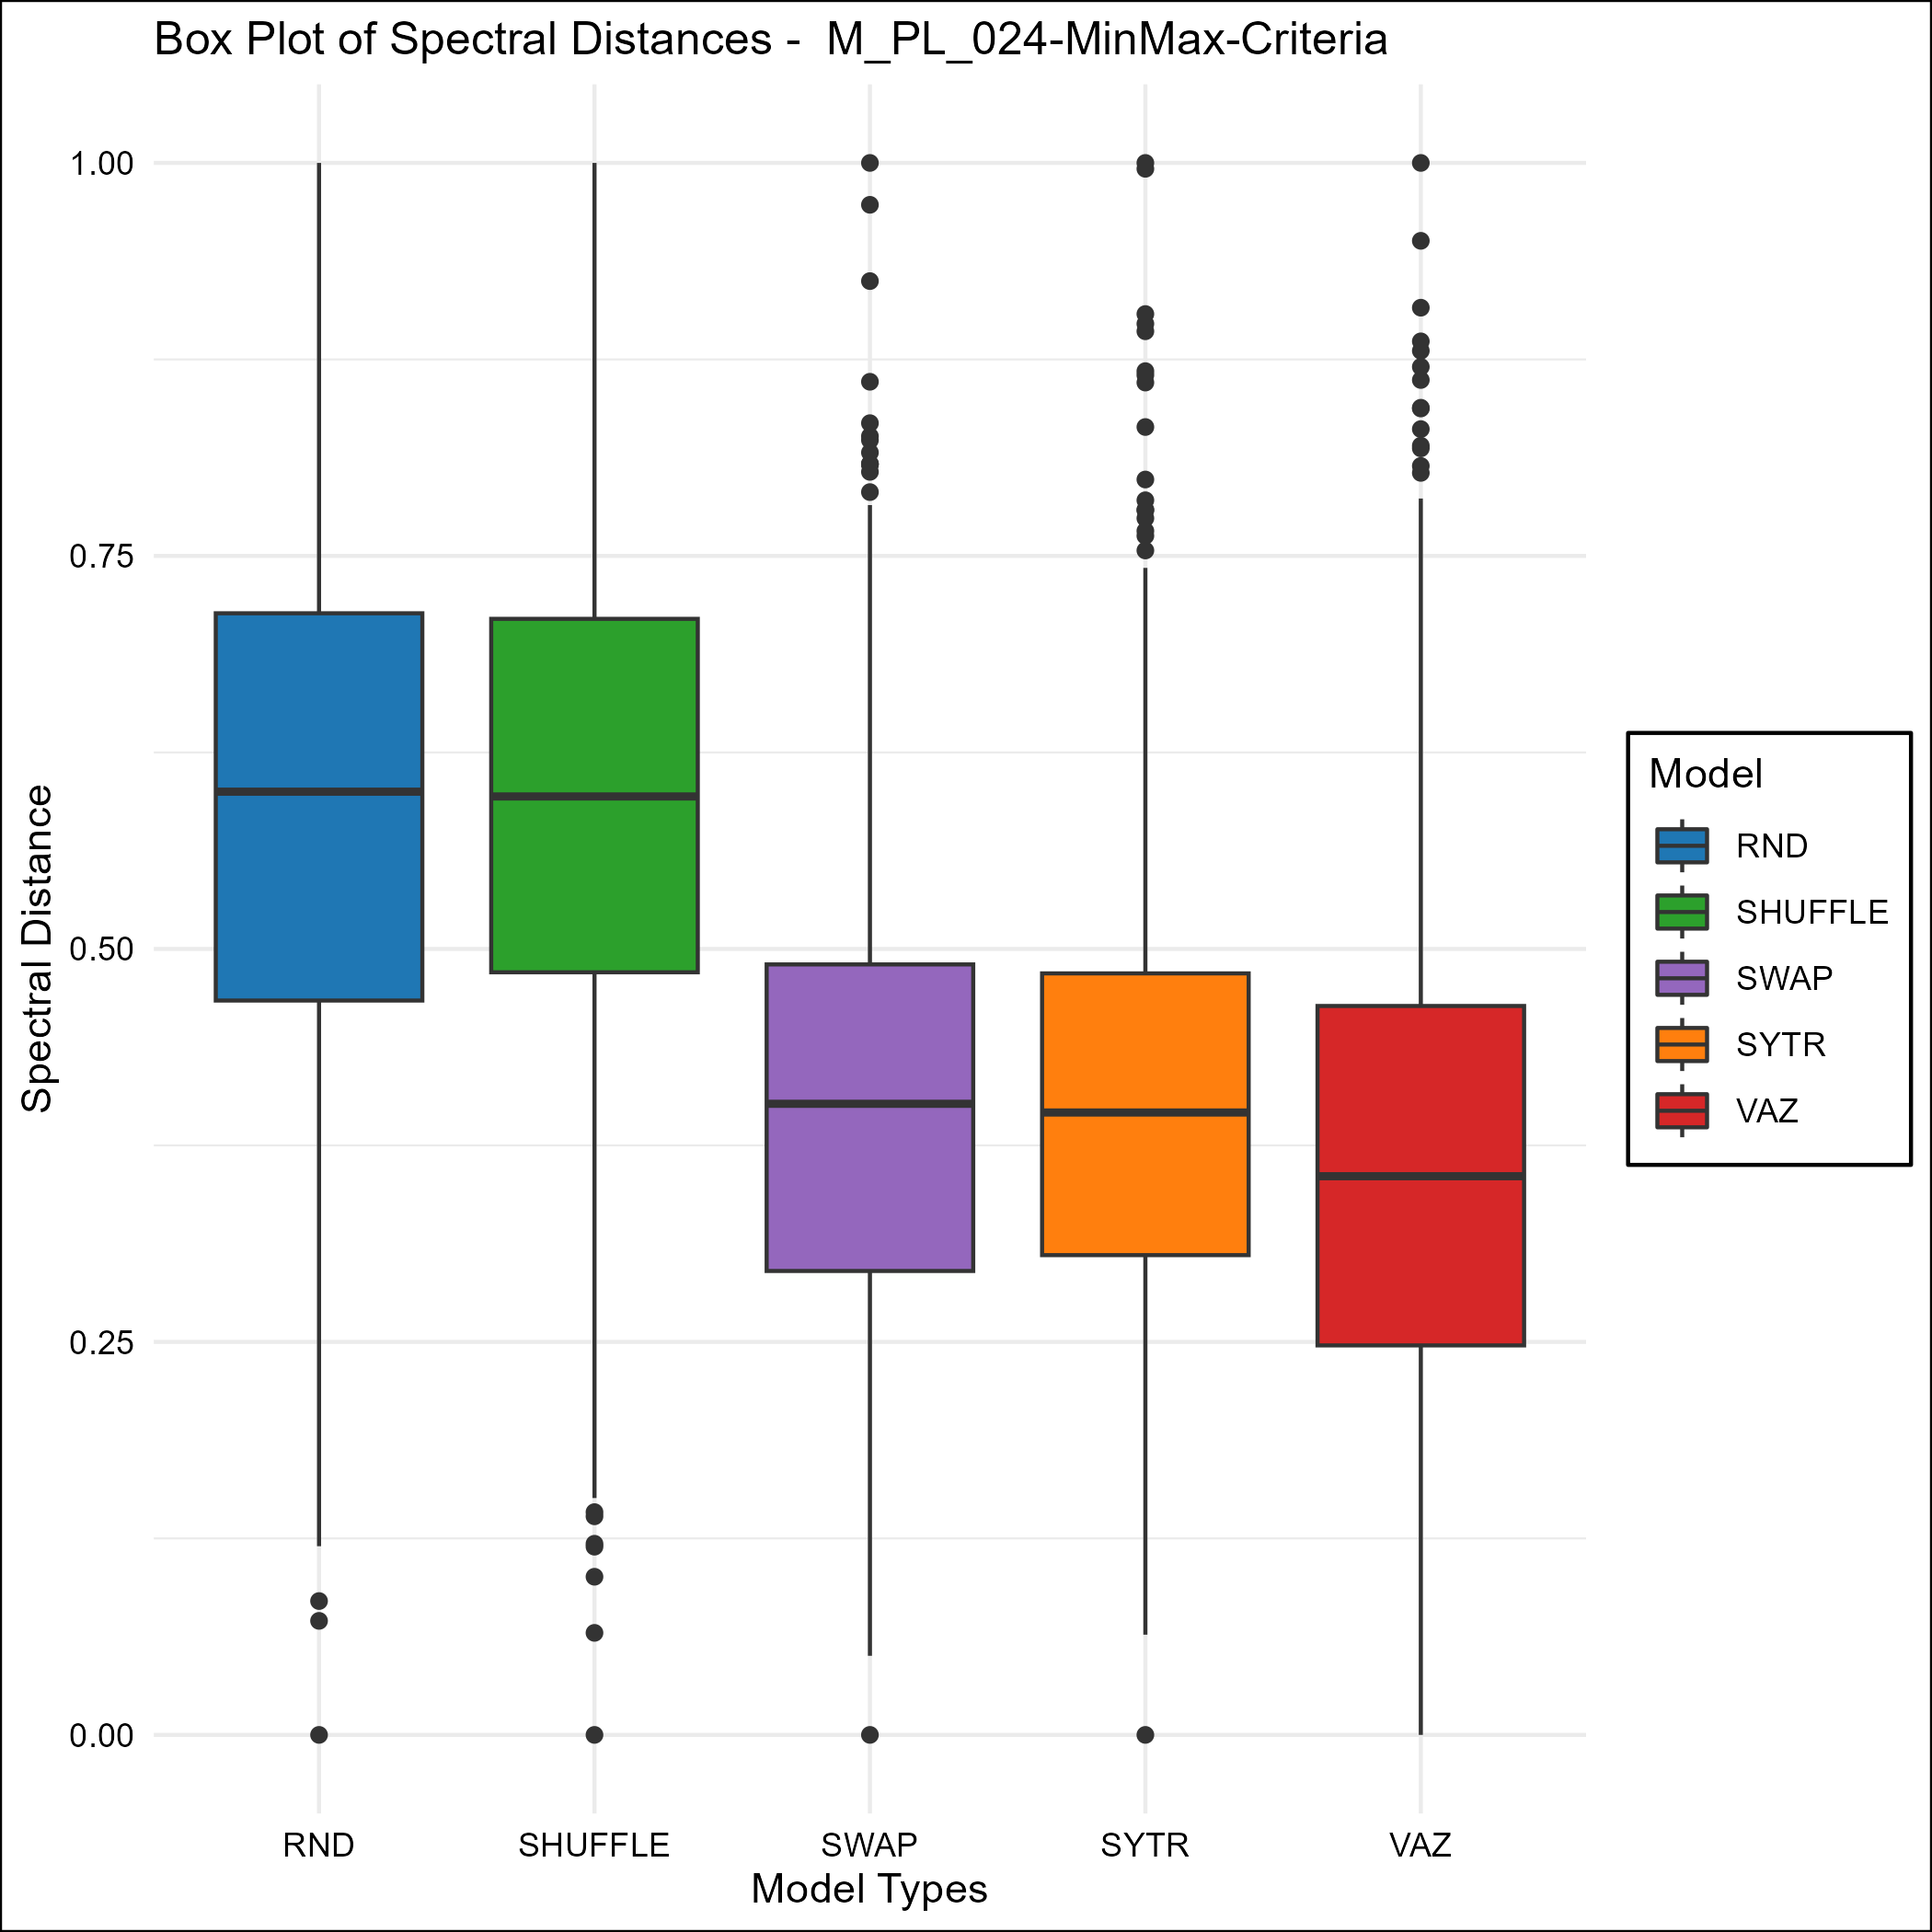 Box Plot of Spectral Distances -  M_PL_024-MinMax-Criteria
1.00
0.75
0.50
0.25
0.00
Spectral Distance
RND
SHUFFLE
SWAP
SYTR
VAZ
Model Types
Model
RND
SHUFFLE
SWAP
SYTR
VAZ